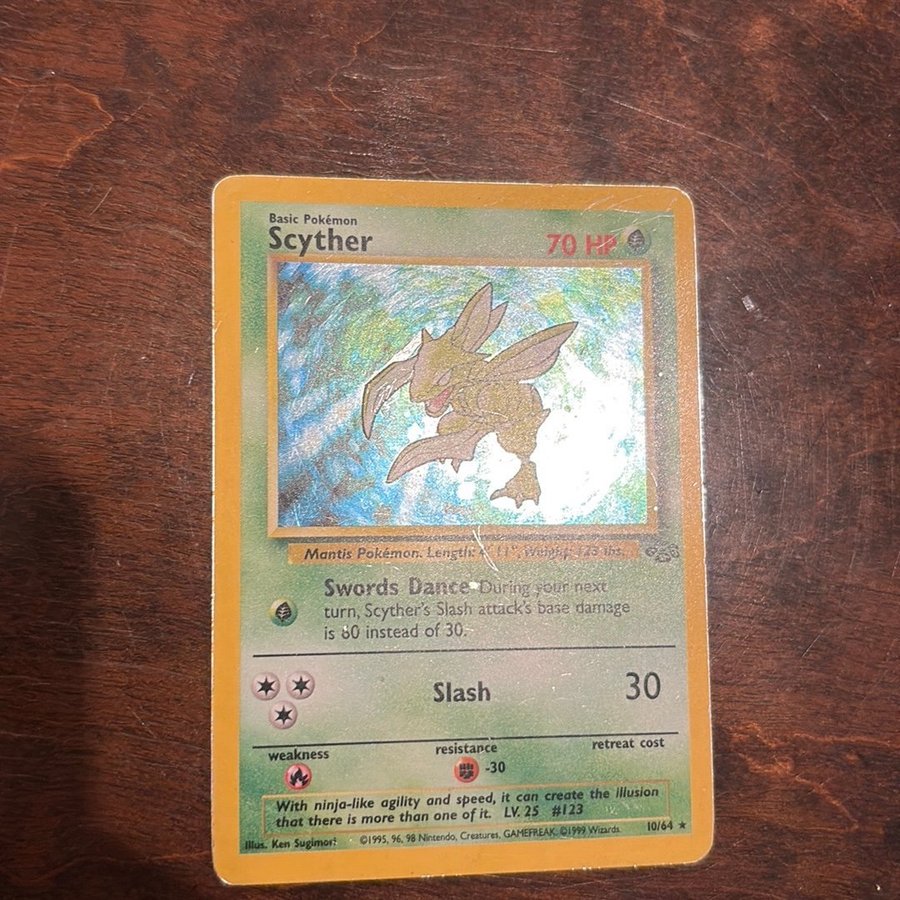 Basic Pokémon
Scyther
70 HP
Mantis Pokémon. Length: 4' 11", Weight: 123 lbs.
Swords Dance During your next
turn, Scyther's Slash attack's base damage
is 60 instead of 30.
Slash
30
weakness
resistance
retreat cost
-30
With ninja-like agility and speed, it can create the illusion
that there is more than one of it. LV. 25 #123
Illus. Ken Sugimori
©1995, 96, 98 Nintendo, Creatures, GAMEFREAK. ©1999 Wizards.
10/64 ★